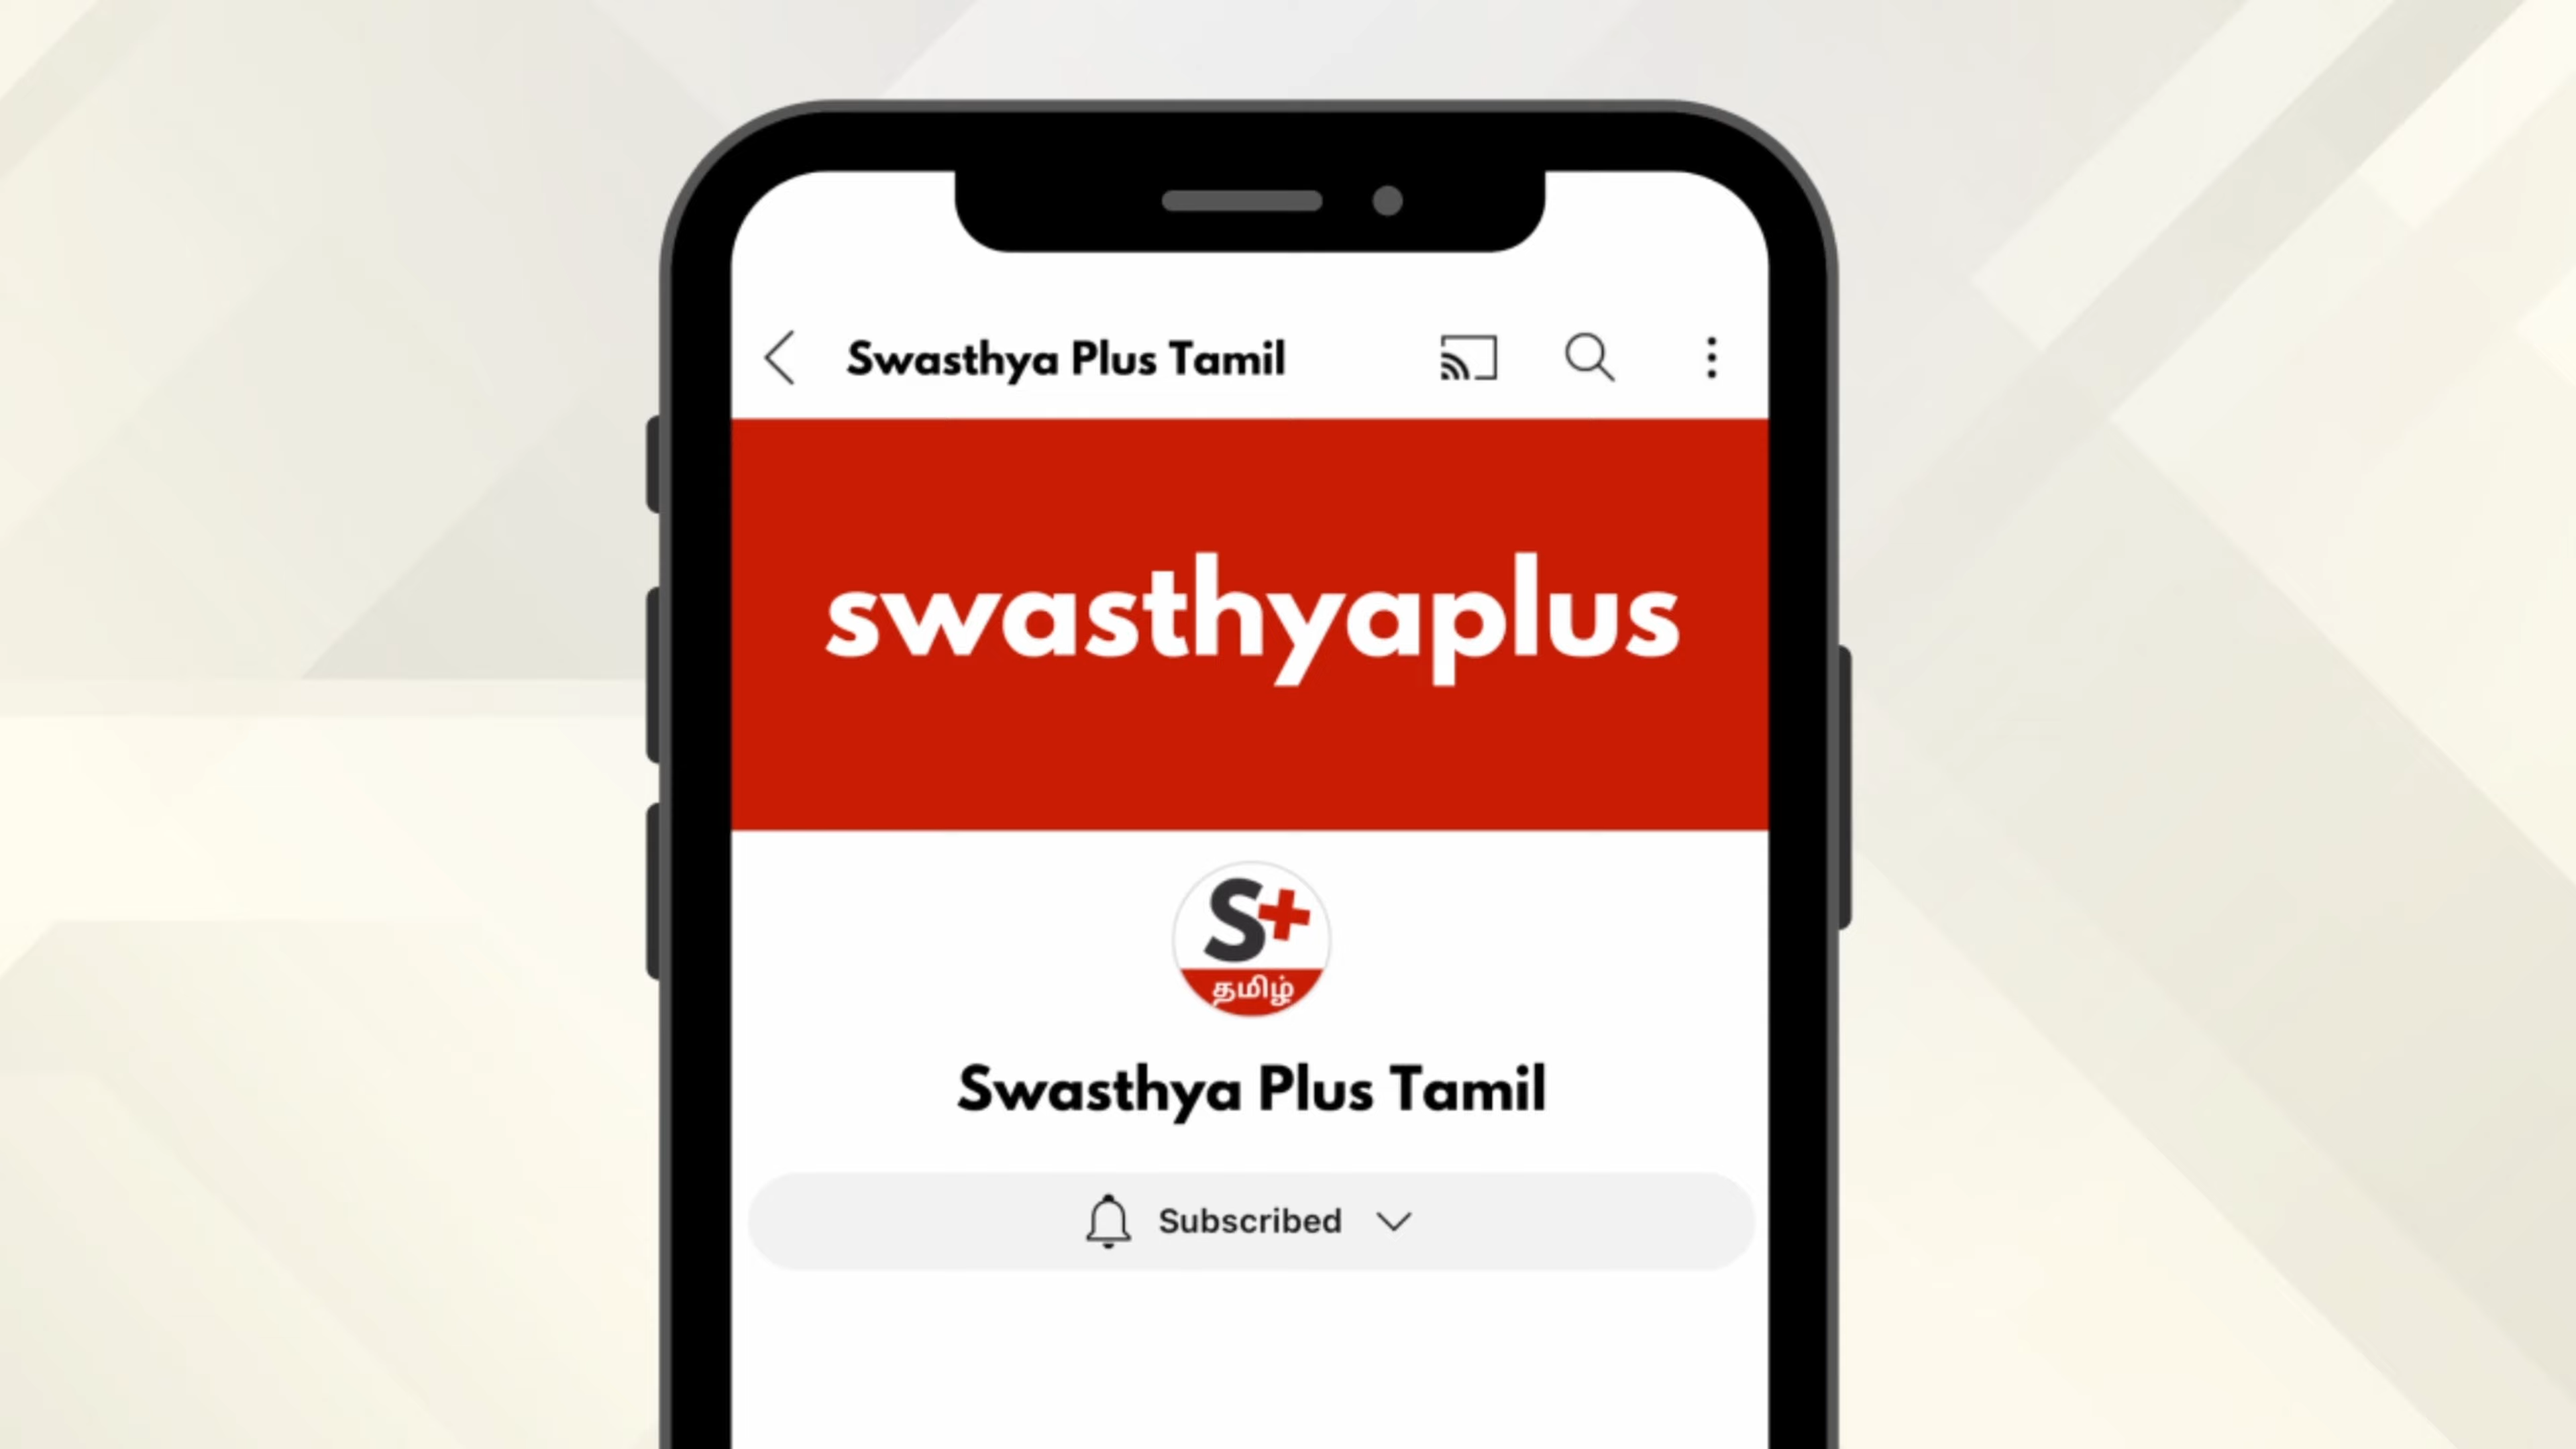 Swasthya Plus Tamil
swasthyaplus
S+
தமிழ்
Swasthya Plus Tamil
Subscribed